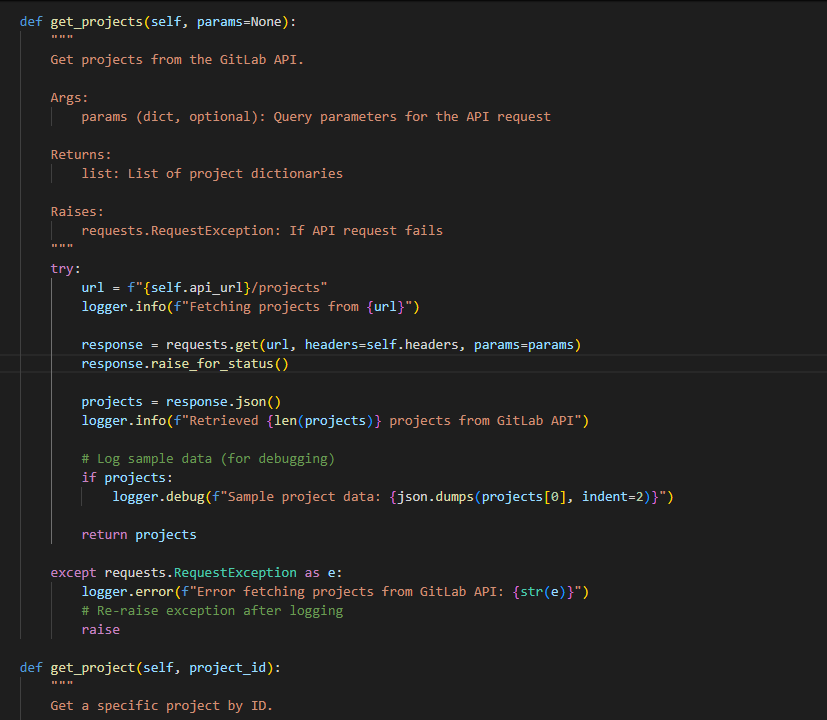 def get_projects(self, params=None):
    """
    Get projects from the GitLab API.

    Args:
        params (dict, optional): Query parameters for the API request

    Returns:
        list: List of project dictionaries

    Raises:
        requests.RequestException: If API request fails
    """
    try:
        url = f"{self.api_url}/projects"
        logger.info(f"Fetching projects from {url}")

        response = requests.get(url, headers=self.headers, params=params)
        response.raise_for_status()

        projects = response.json()
        logger.info(f"Retrieved {len(projects)} projects from GitLab API")

        # Log sample data (for debugging)
        if projects:
            logger.debug(f"Sample project data: {json.dumps(projects[0], indent=2)}")

        return projects

    except requests.RequestException as e:
        logger.error(f"Error fetching projects from GitLab API: {str(e)}")
        # Re-raise exception after logging
        raise

def get_project(self, project_id):
    """
    Get a specific project by ID.